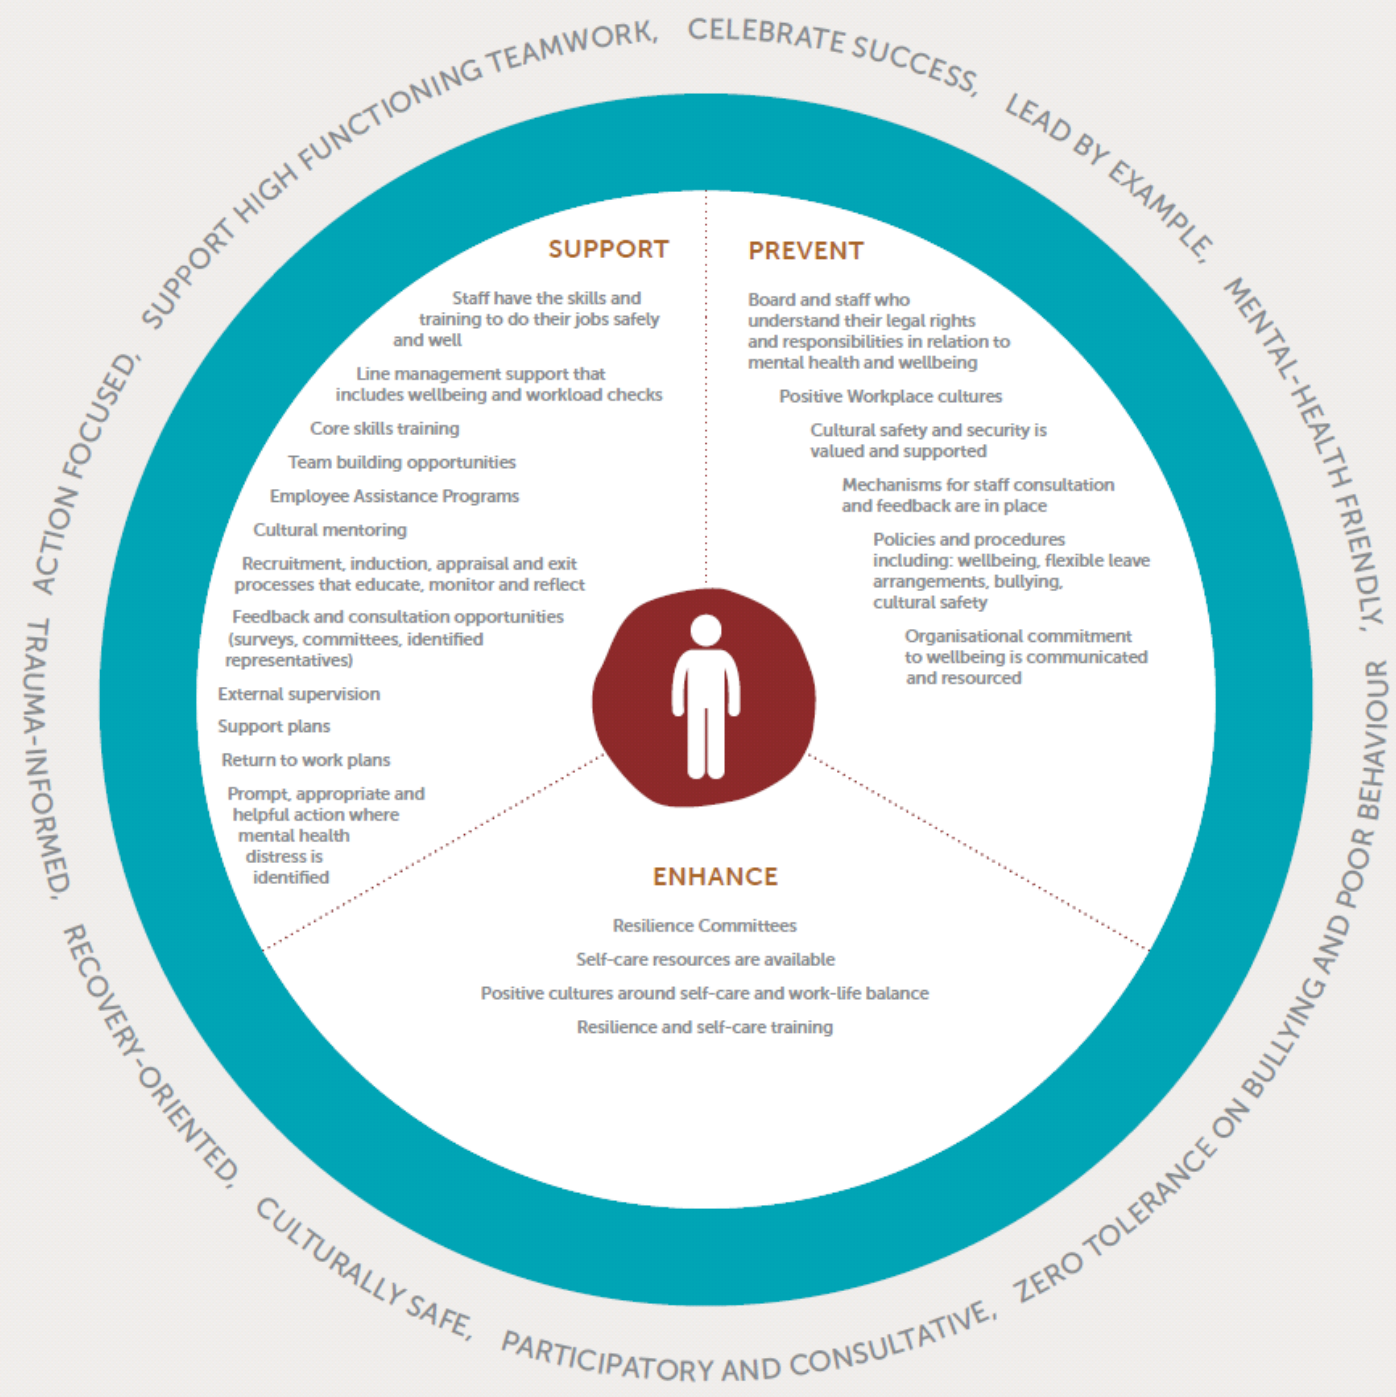 SUPPORT HIGH FUNCTIONING TEAMWORK,
CELEBRATE SUCCESS,
LEAD BY EXAMPLE,
MENTAL-HEALTH FRIENDLY,
ZERO TOLERANCE ON BULLYING AND POOR BEHAVIOUR
PARTICIPATORY AND CONSULTATIVE,
CULTURALLY SAFE,
RECOVERY-ORIENTED,
TRAUMA-INFORMED,
ACTION FOCUSED,
SUPPORT
Staff have the skills and
training to do their jobs safely
and well
Line management support that
includes wellbeing and workload checks
Core skills training
Team building opportunities
Employee Assistance Programs
Cultural mentoring
Recruitment, induction, appraisal and exit
processes that educate, monitor and reflect
Feedback and consultation opportunities
(surveys, committees, identified
representatives)
External supervision
Support plans
Return to work plans
Prompt, appropriate and
helpful action where
mental health
distress is
identified
PREVENT
Board and staff who
understand their legal rights
and responsibilities in relation to
mental health and wellbeing
Positive Workplace cultures
Cultural safety and security is
valued and supported
Mechanisms for staff consultation
and feedback are in place
Policies and procedures
including: wellbeing, flexible leave
arrangements, bullying,
cultural safety
Organisational commitment
to wellbeing is communicated
and resourced
ENHANCE
Resilience Committees
Self-care resources are available
Positive cultures around self-care and work-life balance
Resilience and self-care training